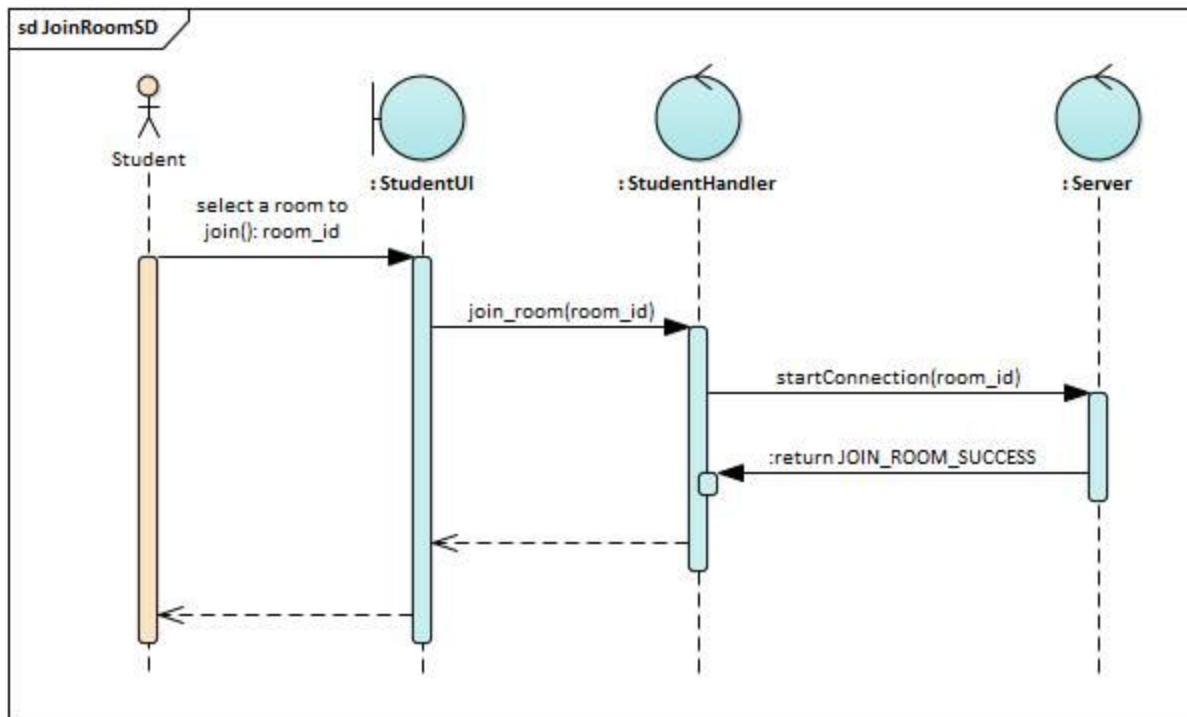 sd JoinRoomSD
Student
: StudentUI
: StudentHandler
: Server
select a room to
join(): room_id
join_room(room_id)
startConnection(room_id)
:return JOIN_ROOM_SUCCESS